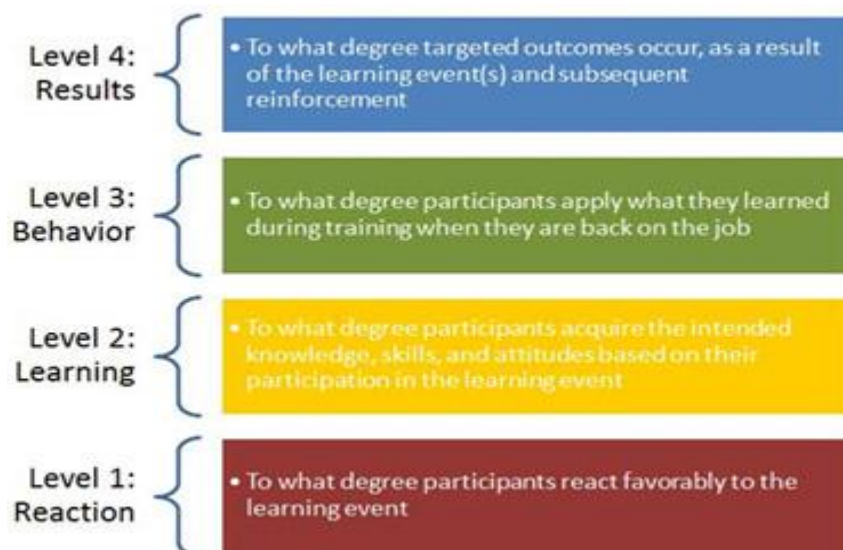 Level 4:
Results
• To what degree targeted outcomes occur, as a result
of the learning event(s) and subsequent
reinforcement
Level 3:
Behavior
• To what degree participants apply what they learned
during training when they are back on the job
Level 2:
Learning
• To what degree participants acquire the intended
knowledge, skills, and attitudes based on their
participation in the learning event
Level 1:
Reaction
• To what degree participants react favorably to the
learning event